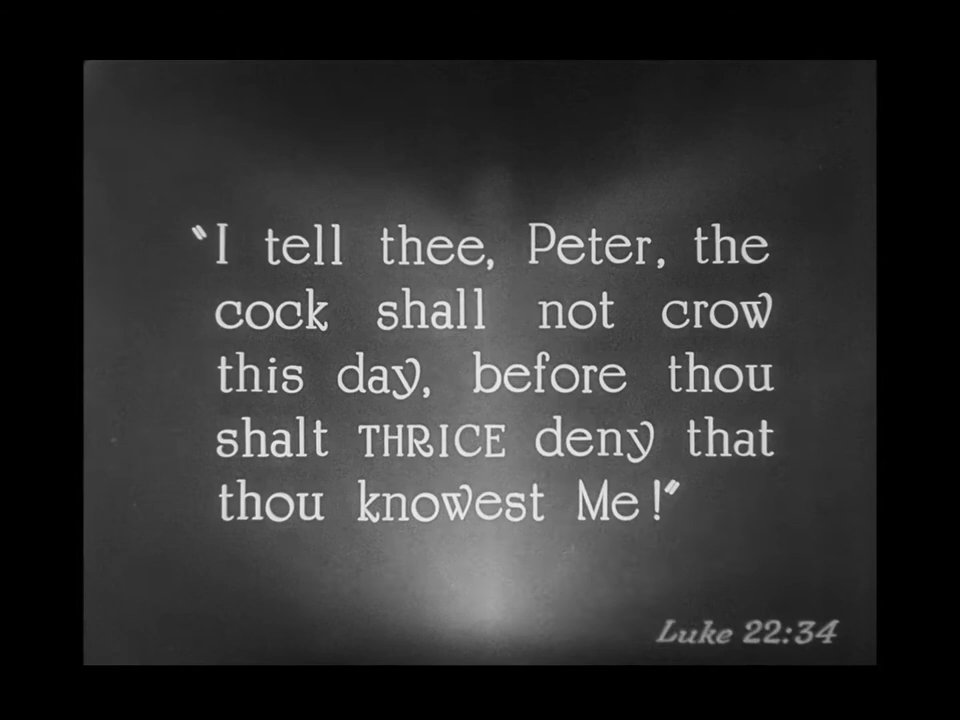 "I tell thee, Peter, the
cock shall not crow
this day, before thou
shalt THRICE deny that
thou knowest Me!"
Luke 22:34